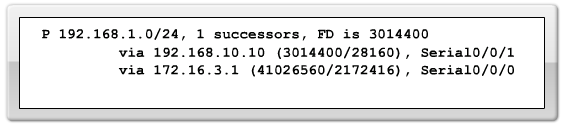 P 192.168.1.0/24, 1 successors, FD is 3014400
via 192.168.10.10 (3014400/28160), Serial0/0/1
via 172.16.3.1 (41026560/2172416), Serial0/0/0